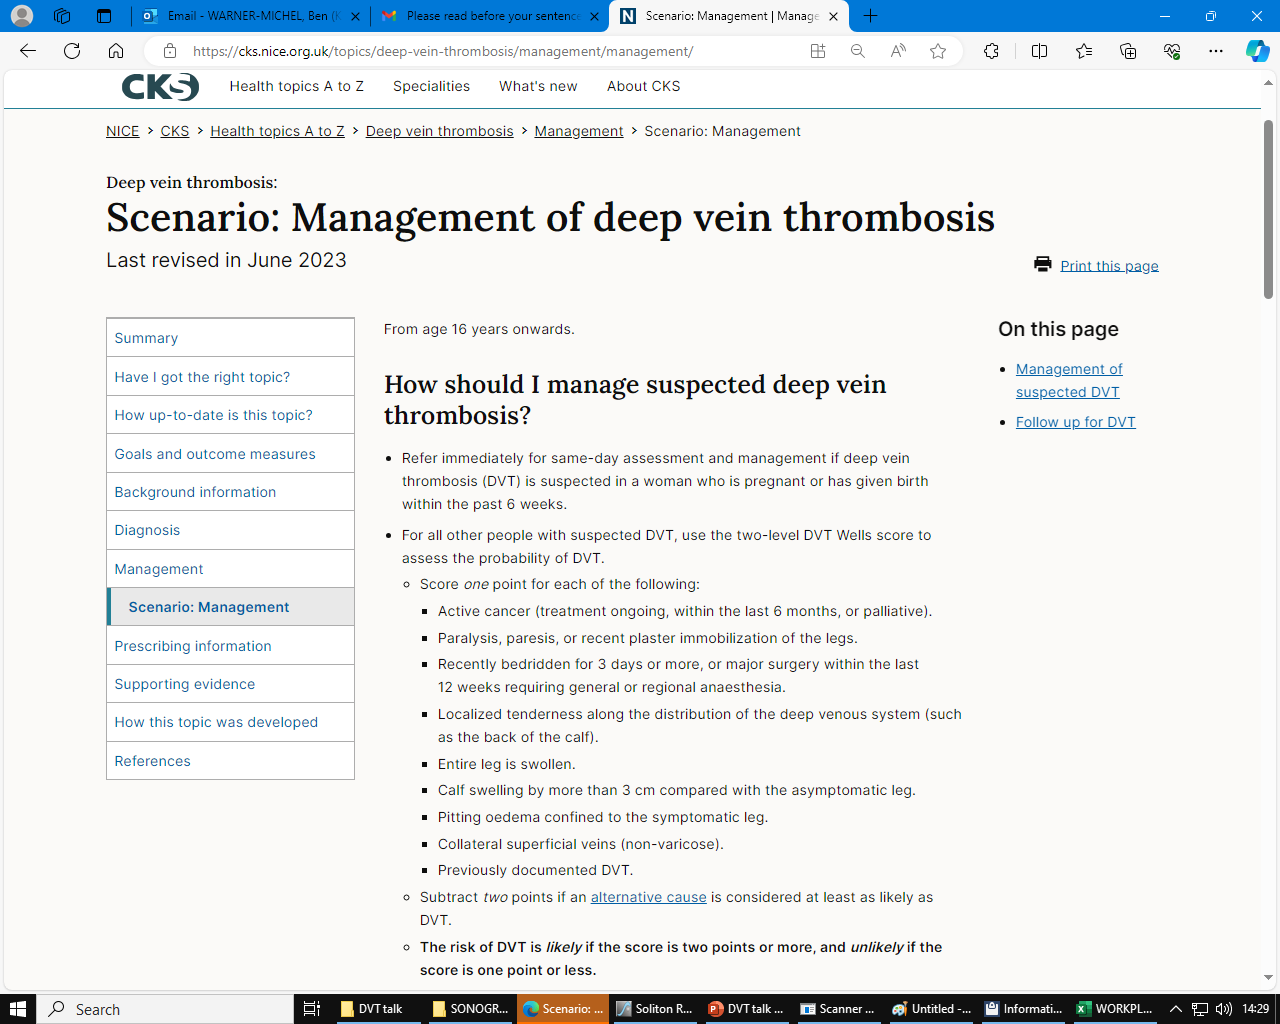 Email - WARNER-MICHEL, Ben (K
Please read before your sentence
Scenario: Management | Manage
https://cks.nice.org.uk/topics/deep-vein-thrombosis/management/management/
CKS
Health topics A to Z
Specialities
What's new
About CKS
NICE > CKS > Health topics A to Z > Deep vein thrombosis > Management > Scenario: Management
Deep vein thrombosis:
Scenario: Management of deep vein thrombosis
Last revised in June 2023
Print this page
Summary
Have I got the right topic?
How up-to-date is this topic?
Goals and outcome measures
Background information
Diagnosis
Management
Scenario: Management
Prescribing information
Supporting evidence
How this topic was developed
References
From age 16 years onwards.
How should I manage suspected deep vein
thrombosis?
• Refer immediately for same-day assessment and management if deep vein
thrombosis (DVT) is suspected in a woman who is pregnant or has given birth
within the past 6 weeks.
• For all other people with suspected DVT, use the two-level DVT Wells score to
assess the probability of DVT.
◦ Score one point for each of the following:
▪ Active cancer (treatment ongoing, within the last 6 months, or palliative).
▪ Paralysis, paresis, or recent plaster immobilization of the legs.
▪ Recently bedridden for 3 days or more, or major surgery within the last
12 weeks requiring general or regional anaesthesia.
▪ Localized tenderness along the distribution of the deep venous system (such
as the back of the calf).
▪ Entire leg is swollen.
▪ Calf swelling by more than 3 cm compared with the asymptomatic leg.
▪ Pitting oedema confined to the symptomatic leg.
▪ Collateral superficial veins (non-varicose).
▪ Previously documented DVT.
◦ Subtract two points if an alternative cause is considered at least as likely as
DVT.
◦ The risk of DVT is likely if the score is two points or more, and unlikely if the
score is one point or less.
On this page
• Management of
suspected DVT
• Follow up for DVT
Search
DVT talk
SONOGR...
Scenario: ...
Soliton R...
DVT talk ...
Scanner ...
Untitled -...
Informati...
WORKPL...
14:29